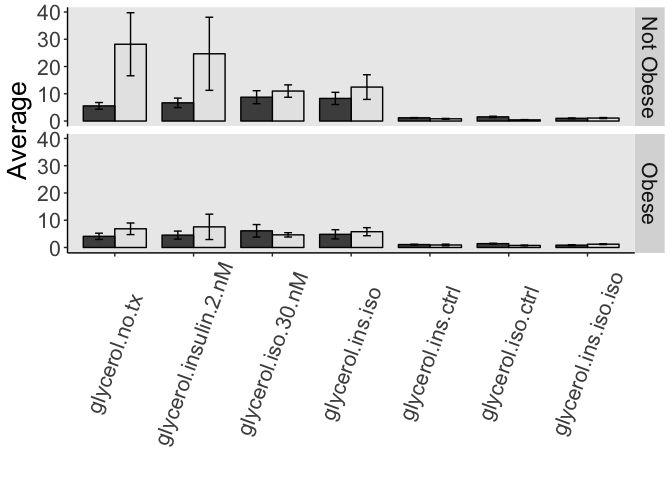 Average
40
30
20
10
0
Not Obese
40
30
20
10
0
Obese
glycerol.no.tx
glycerol.insulin.2.nM
glycerol.iso.30.nM
glycerol.ins.iso
glycerol.ins.ctrl
glycerol.iso.ctrl
glycerol.ins.iso.iso